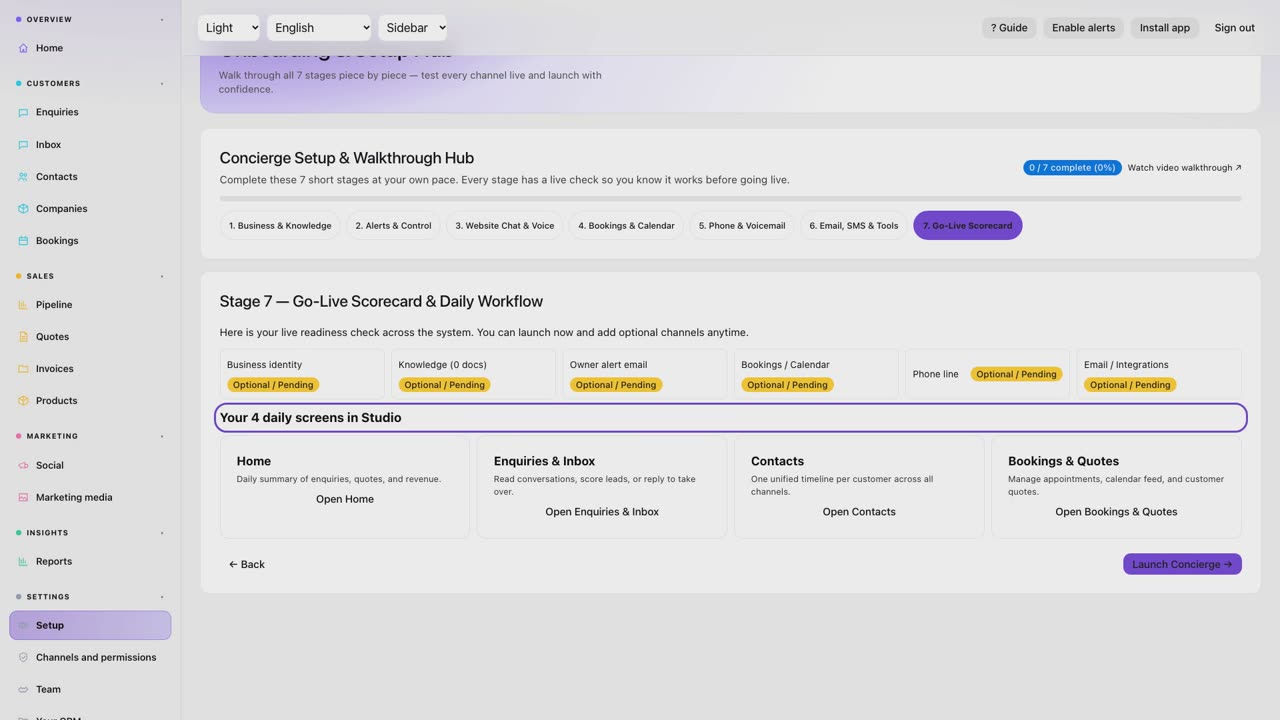 OVERVIEW
Home
CUSTOMERS
Enquiries
Inbox
Contacts
Companies
Bookings
SALES
Pipeline
Quotes
Invoices
Products
MARKETING
Social
Marketing media
INSIGHTS
Reports
SETTINGS
Setup
Channels and permissions
Team
Light
English
Sidebar
? Guide
Enable alerts
Install app
Sign out
Walk through all 7 stages piece by piece — test every channel live and launch with
confidence.
Concierge Setup & Walkthrough Hub
Complete these 7 short stages at your own pace. Every stage has a live check so you know it works before going live.
0 / 7 complete (0%)
Watch video walkthrough ↗
1. Business & Knowledge
2. Alerts & Control
3. Website Chat & Voice
4. Bookings & Calendar
5. Phone & Voicemail
6. Email, SMS & Tools
7. Go-Live Scorecard
Stage 7 — Go-Live Scorecard & Daily Workflow
Here is your live readiness check across the system. You can launch now and add optional channels anytime.
Business identity
Optional / Pending
Knowledge (0 docs)
Optional / Pending
Owner alert email
Optional / Pending
Bookings / Calendar
Optional / Pending
Phone line
Optional / Pending
Email / Integrations
Optional / Pending
Your 4 daily screens in Studio
Home
Daily summary of enquiries, quotes, and revenue.
Open Home
Enquiries & Inbox
Read conversations, score leads, or reply to take
over.
Open Enquiries & Inbox
Contacts
One unified timeline per customer across all
channels.
Open Contacts
Bookings & Quotes
Manage appointments, calendar feed, and customer
quotes.
Open Bookings & Quotes
← Back
Launch Concierge →